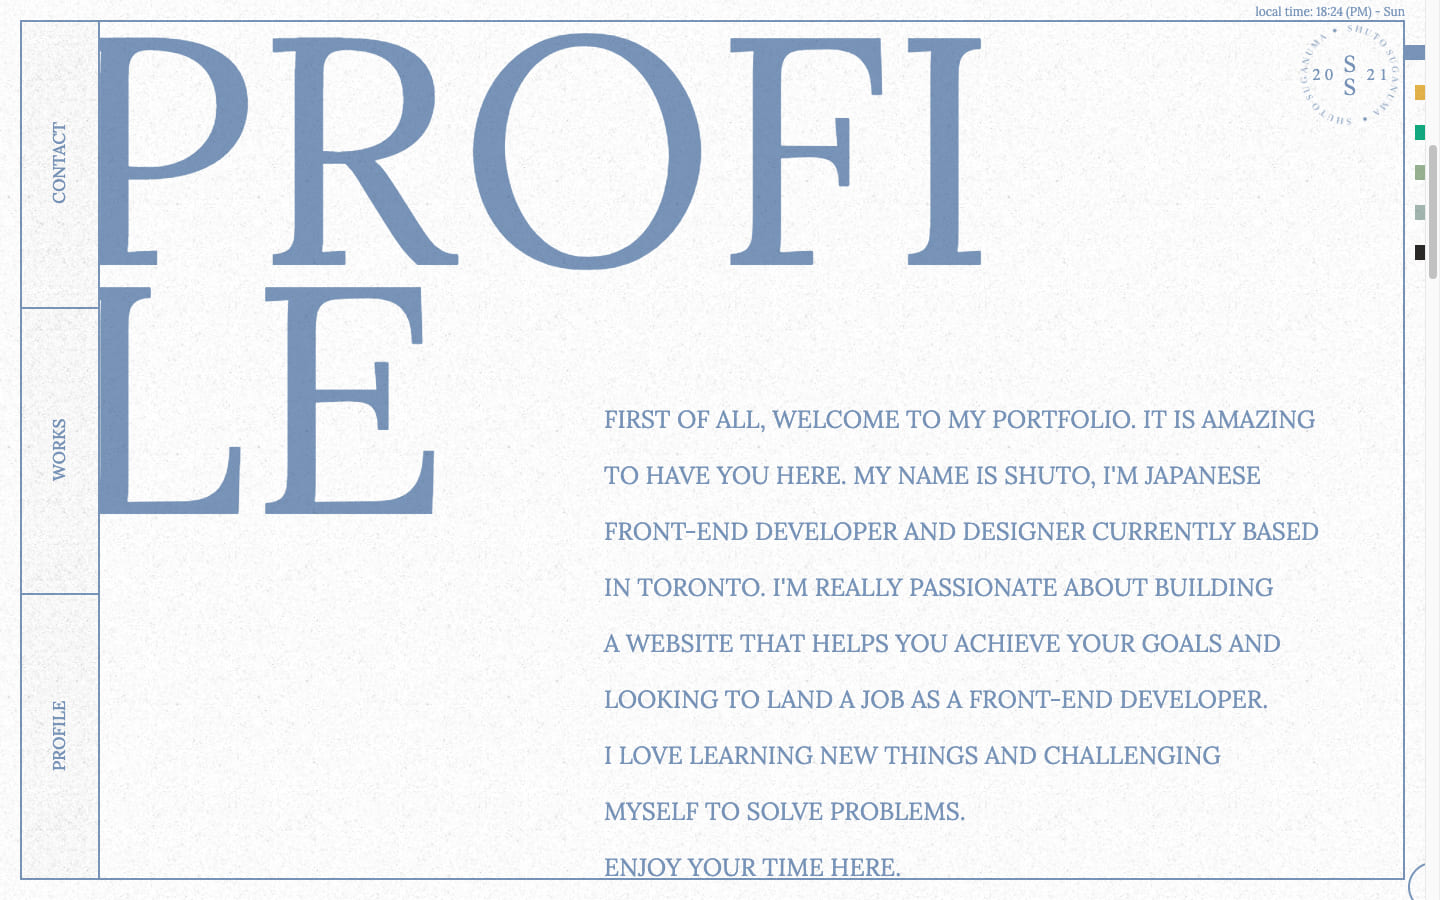 local time: 18:24 (PM) - Sun
PROFI
LE
SHUTO SUGANUMA • SHUTO SUGANUMA •
S
20 21
S
CONTACT
WORKS
PROFILE
FIRST OF ALL, WELCOME TO MY PORTFOLIO. IT IS AMAZING
TO HAVE YOU HERE. MY NAME IS SHUTO, I'M JAPANESE
FRONT-END DEVELOPER AND DESIGNER CURRENTLY BASED
IN TORONTO. I'M REALLY PASSIONATE ABOUT BUILDING
A WEBSITE THAT HELPS YOU ACHIEVE YOUR GOALS AND
LOOKING TO LAND A JOB AS A FRONT-END DEVELOPER.
I LOVE LEARNING NEW THINGS AND CHALLENGING
MYSELF TO SOLVE PROBLEMS.
ENJOY YOUR TIME HERE.